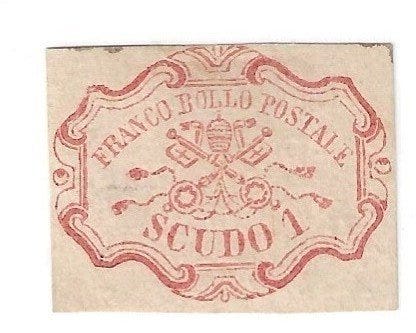 FRANCO BOLLO POSTALE
SCUDO 1